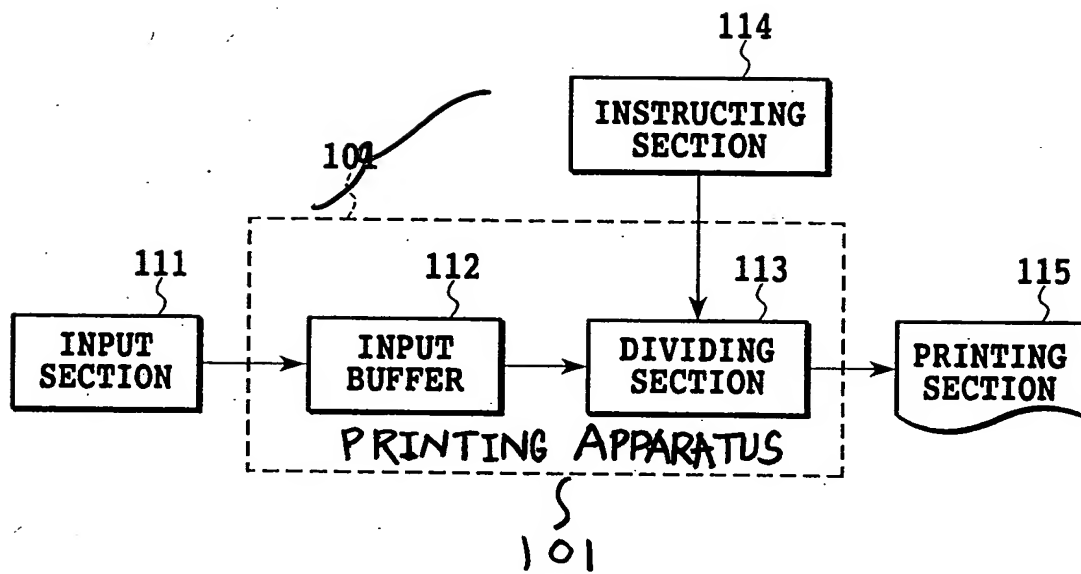 114
INSTRUCTING
SECTION
101
111
112
113
115
INPUT
SECTION
INPUT
BUFFER
DIVIDING
SECTION
PRINTING
SECTION
PRINTING APPARATUS
101